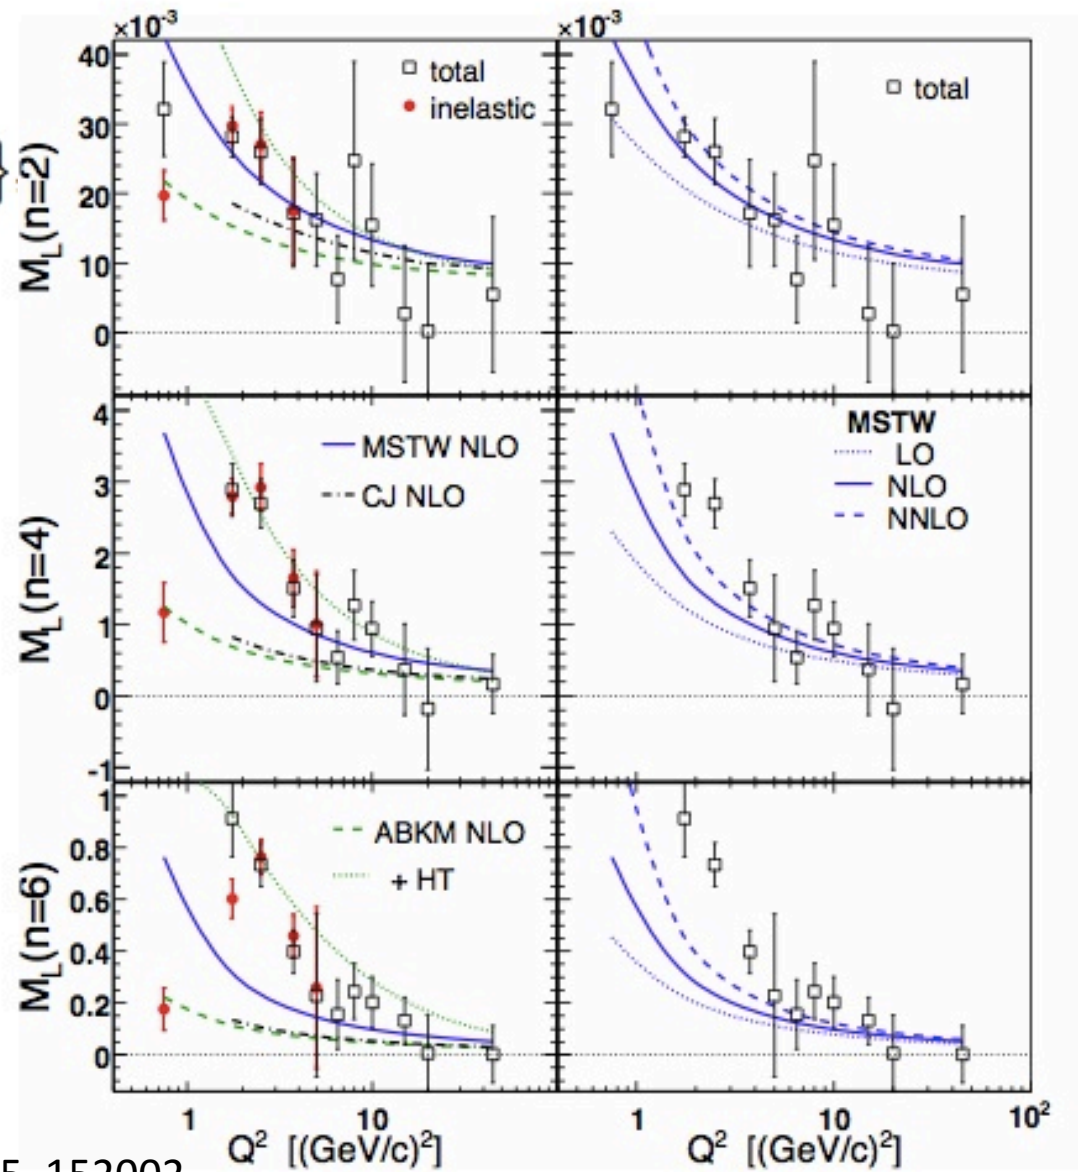 ×10⁻³ ×10⁻³
40
30
20
10
0
M_L(n=2)
□ total
● inelastic
□ total
4
3
2
1
0
-1
M_L(n=4)
MSTW NLO
CJ NLO
MSTW
LO
NLO
NNLO
1
0.8
0.6
0.4
0.2
0
M_L(n=6)
ABKM NLO
+ HT
1 10 1 10 10²
Q² [(GeV/c)²] Q² [(GeV/c)²]
152002